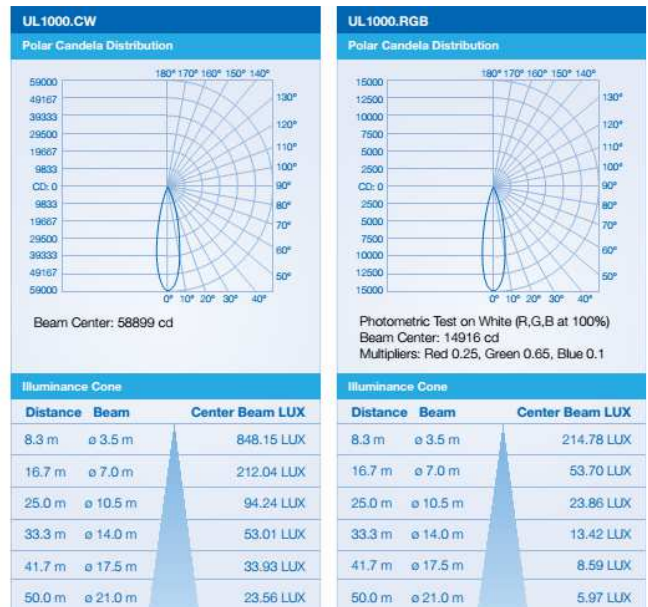 UL1000.CW
Polar Candela Distribution
180° 170° 160° 150° 140°
59000
49167
130°
39333
120°
29500
110°
19667
100°
9833
CD: 0
90°
9833
80°
19667
70°
29500
60°
39333
50°
49167
59000
0° 10° 20° 30° 40°
Beam Center: 58899 cd
Illuminance Cone
Distance Beam Center Beam LUX
8.3 m ø 3.5 m 848.15 LUX
16.7 m ø 7.0 m 212.04 LUX
25.0 m ø 10.5 m 94.24 LUX
33.3 m ø 14.0 m 53.01 LUX
41.7 m ø 17.5 m 33.93 LUX
50.0 m ø 21.0 m 23.56 LUX
UL1000.RGB
Polar Candela Distribution
180° 170° 160° 150° 140°
15000
12500
130°
10000
120°
7500
110°
5000
100°
2500
CD: 0
90°
2500
80°
5000
70°
7500
60°
10000
50°
12500
15000
0° 10° 20° 30° 40°
Photometric Test on White (R,G,B at 100%)
Beam Center: 14916 cd
Multipliers: Red 0.25, Green 0.65, Blue 0.1
Illuminance Cone
Distance Beam Center Beam LUX
8.3 m ø 3.5 m 214.78 LUX
16.7 m ø 7.0 m 53.70 LUX
25.0 m ø 10.5 m 23.86 LUX
33.3 m ø 14.0 m 13.42 LUX
41.7 m ø 17.5 m 8.59 LUX
50.0 m ø 21.0 m 5.97 LUX